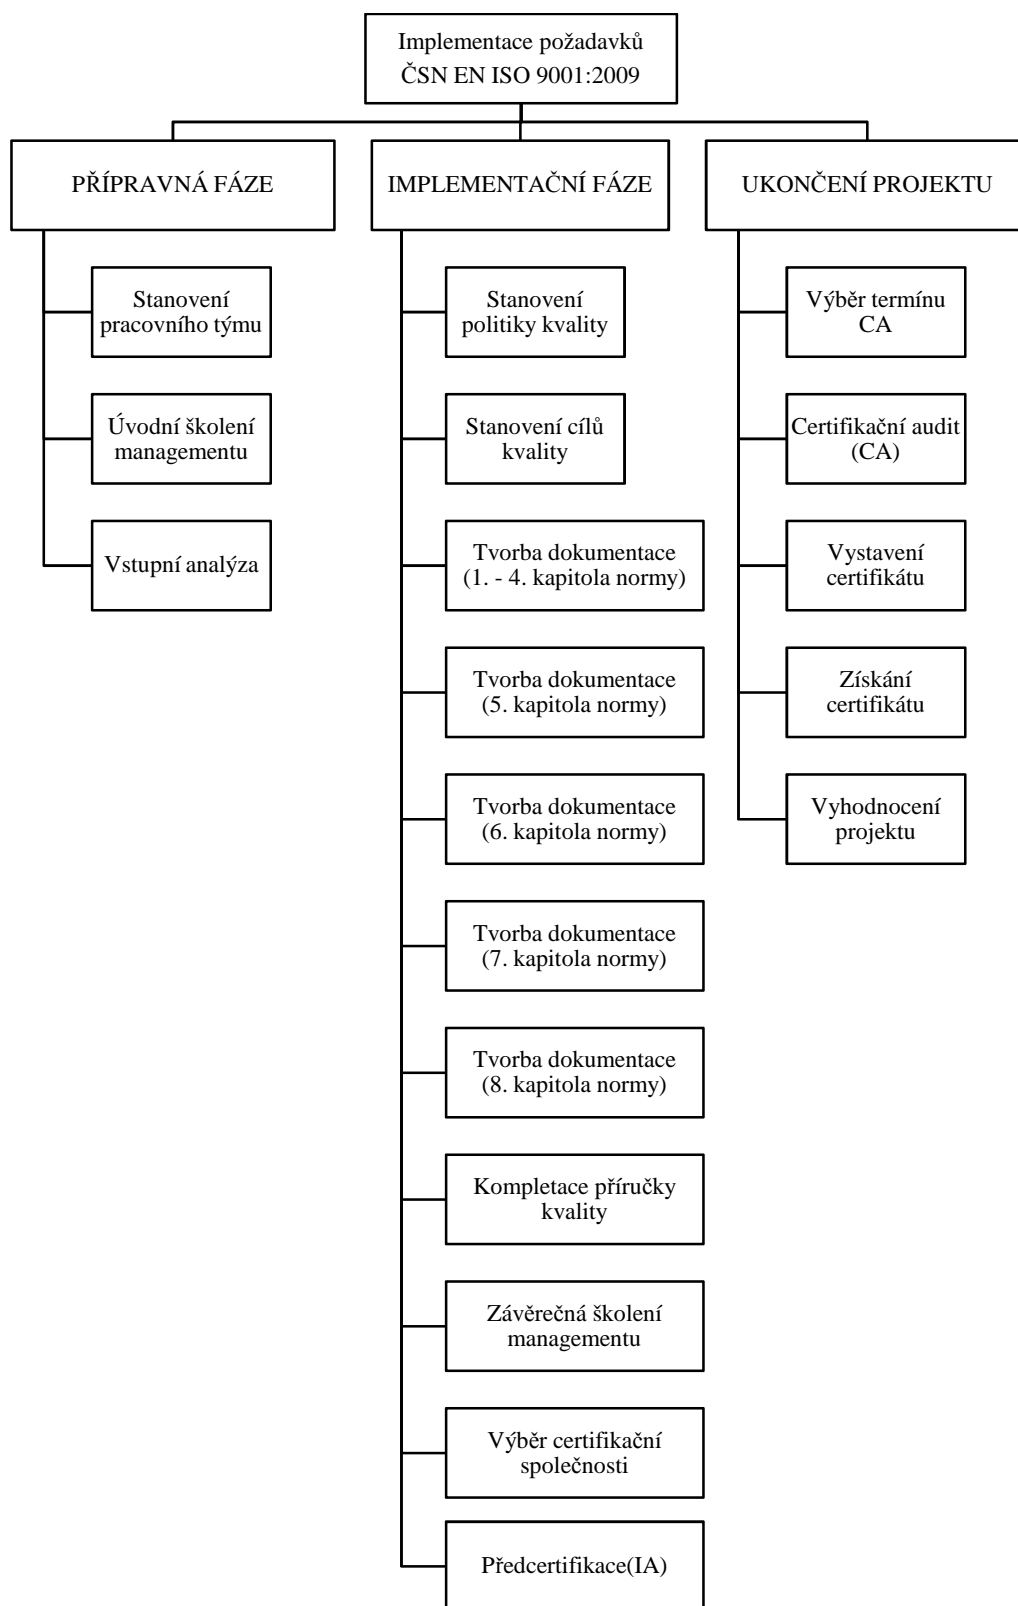 Implementace požadavků
ČSN EN ISO 9001:2009
PŘÍPRAVNÁ FÁZE
Stanovení
pracovního týmu
Úvodní školení
managementu
Vstupní analýza
IMPLEMENTAČNÍ FÁZE
Stanovení
politiky kvality
Stanovení cílů
kvality
Tvorba dokumentace
(1. - 4. kapitola normy)
Tvorba dokumentace
(5. kapitola normy)
Tvorba dokumentace
(6. kapitola normy)
Tvorba dokumentace
(7. kapitola normy)
Tvorba dokumentace
(8. kapitola normy)
Kompletace příručky
kvality
Závěrečná školení
managementu
Výběr certifikační
společnosti
Předcertifikace(IA)
UKONČENÍ PROJEKTU
Výběr termínu
CA
Certifikační audit
(CA)
Vystavení
certifikátu
Získání
certifikátu
Vyhodnocení
projektu